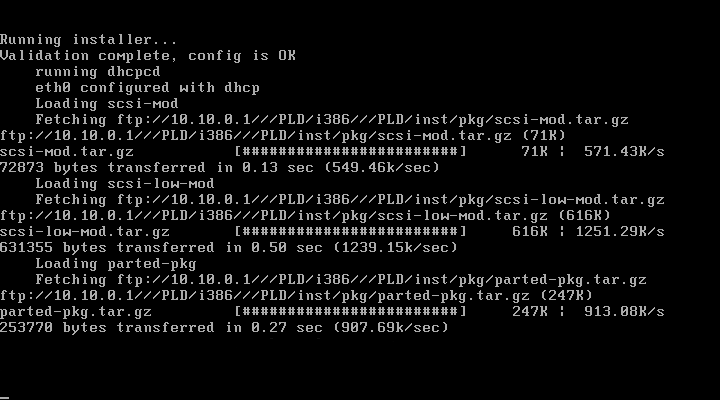 Running installer...
Validation complete, config is OK
    running dhcpcd
    eth0 configured with dhcp
    Loading scsi-mod
    Fetching ftp://10.10.0.1///PLD/i386///PLD/inst/pkg/scsi-mod.tar.gz
ftp://10.10.0.1///PLD/i386///PLD/inst/pkg/scsi-mod.tar.gz (71K)
scsi-mod.tar.gz           [########################]      71K ¦  571.43K/s
72873 bytes transferred in 0.13 sec (549.46k/sec)
    Loading scsi-low-mod
    Fetching ftp://10.10.0.1///PLD/i386///PLD/inst/pkg/scsi-low-mod.tar.gz
ftp://10.10.0.1///PLD/i386///PLD/inst/pkg/scsi-low-mod.tar.gz (616K)
scsi-low-mod.tar.gz       [########################]     616K ¦ 1251.29K/s
631355 bytes transferred in 0.50 sec (1239.15k/sec)
    Loading parted-pkg
    Fetching ftp://10.10.0.1///PLD/i386///PLD/inst/pkg/parted-pkg.tar.gz
ftp://10.10.0.1///PLD/i386///PLD/inst/pkg/parted-pkg.tar.gz (247K)
parted-pkg.tar.gz         [########################]     247K ¦  913.08K/s
253770 bytes transferred in 0.27 sec (907.69k/sec)